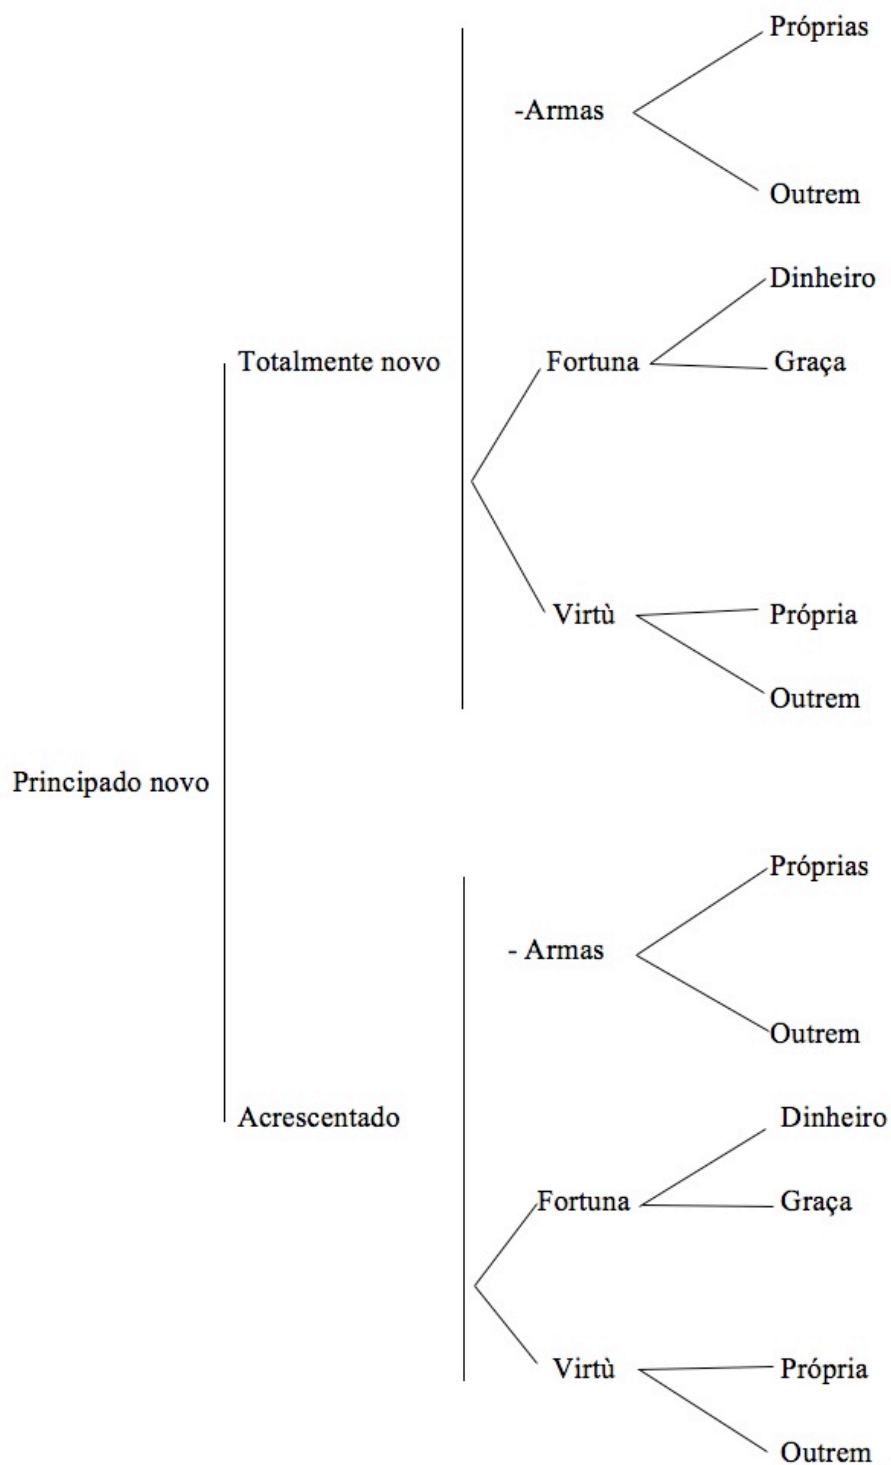 Próprias
-Armas
Outrem
Dinheiro
Totalmente novo
Fortuna
Graça
Virtù
Própria
Outrem
Principado novo
Próprias
- Armas
Outrem
Acrescentado
Dinheiro
Fortuna
Graça
Virtù
Própria
Outrem